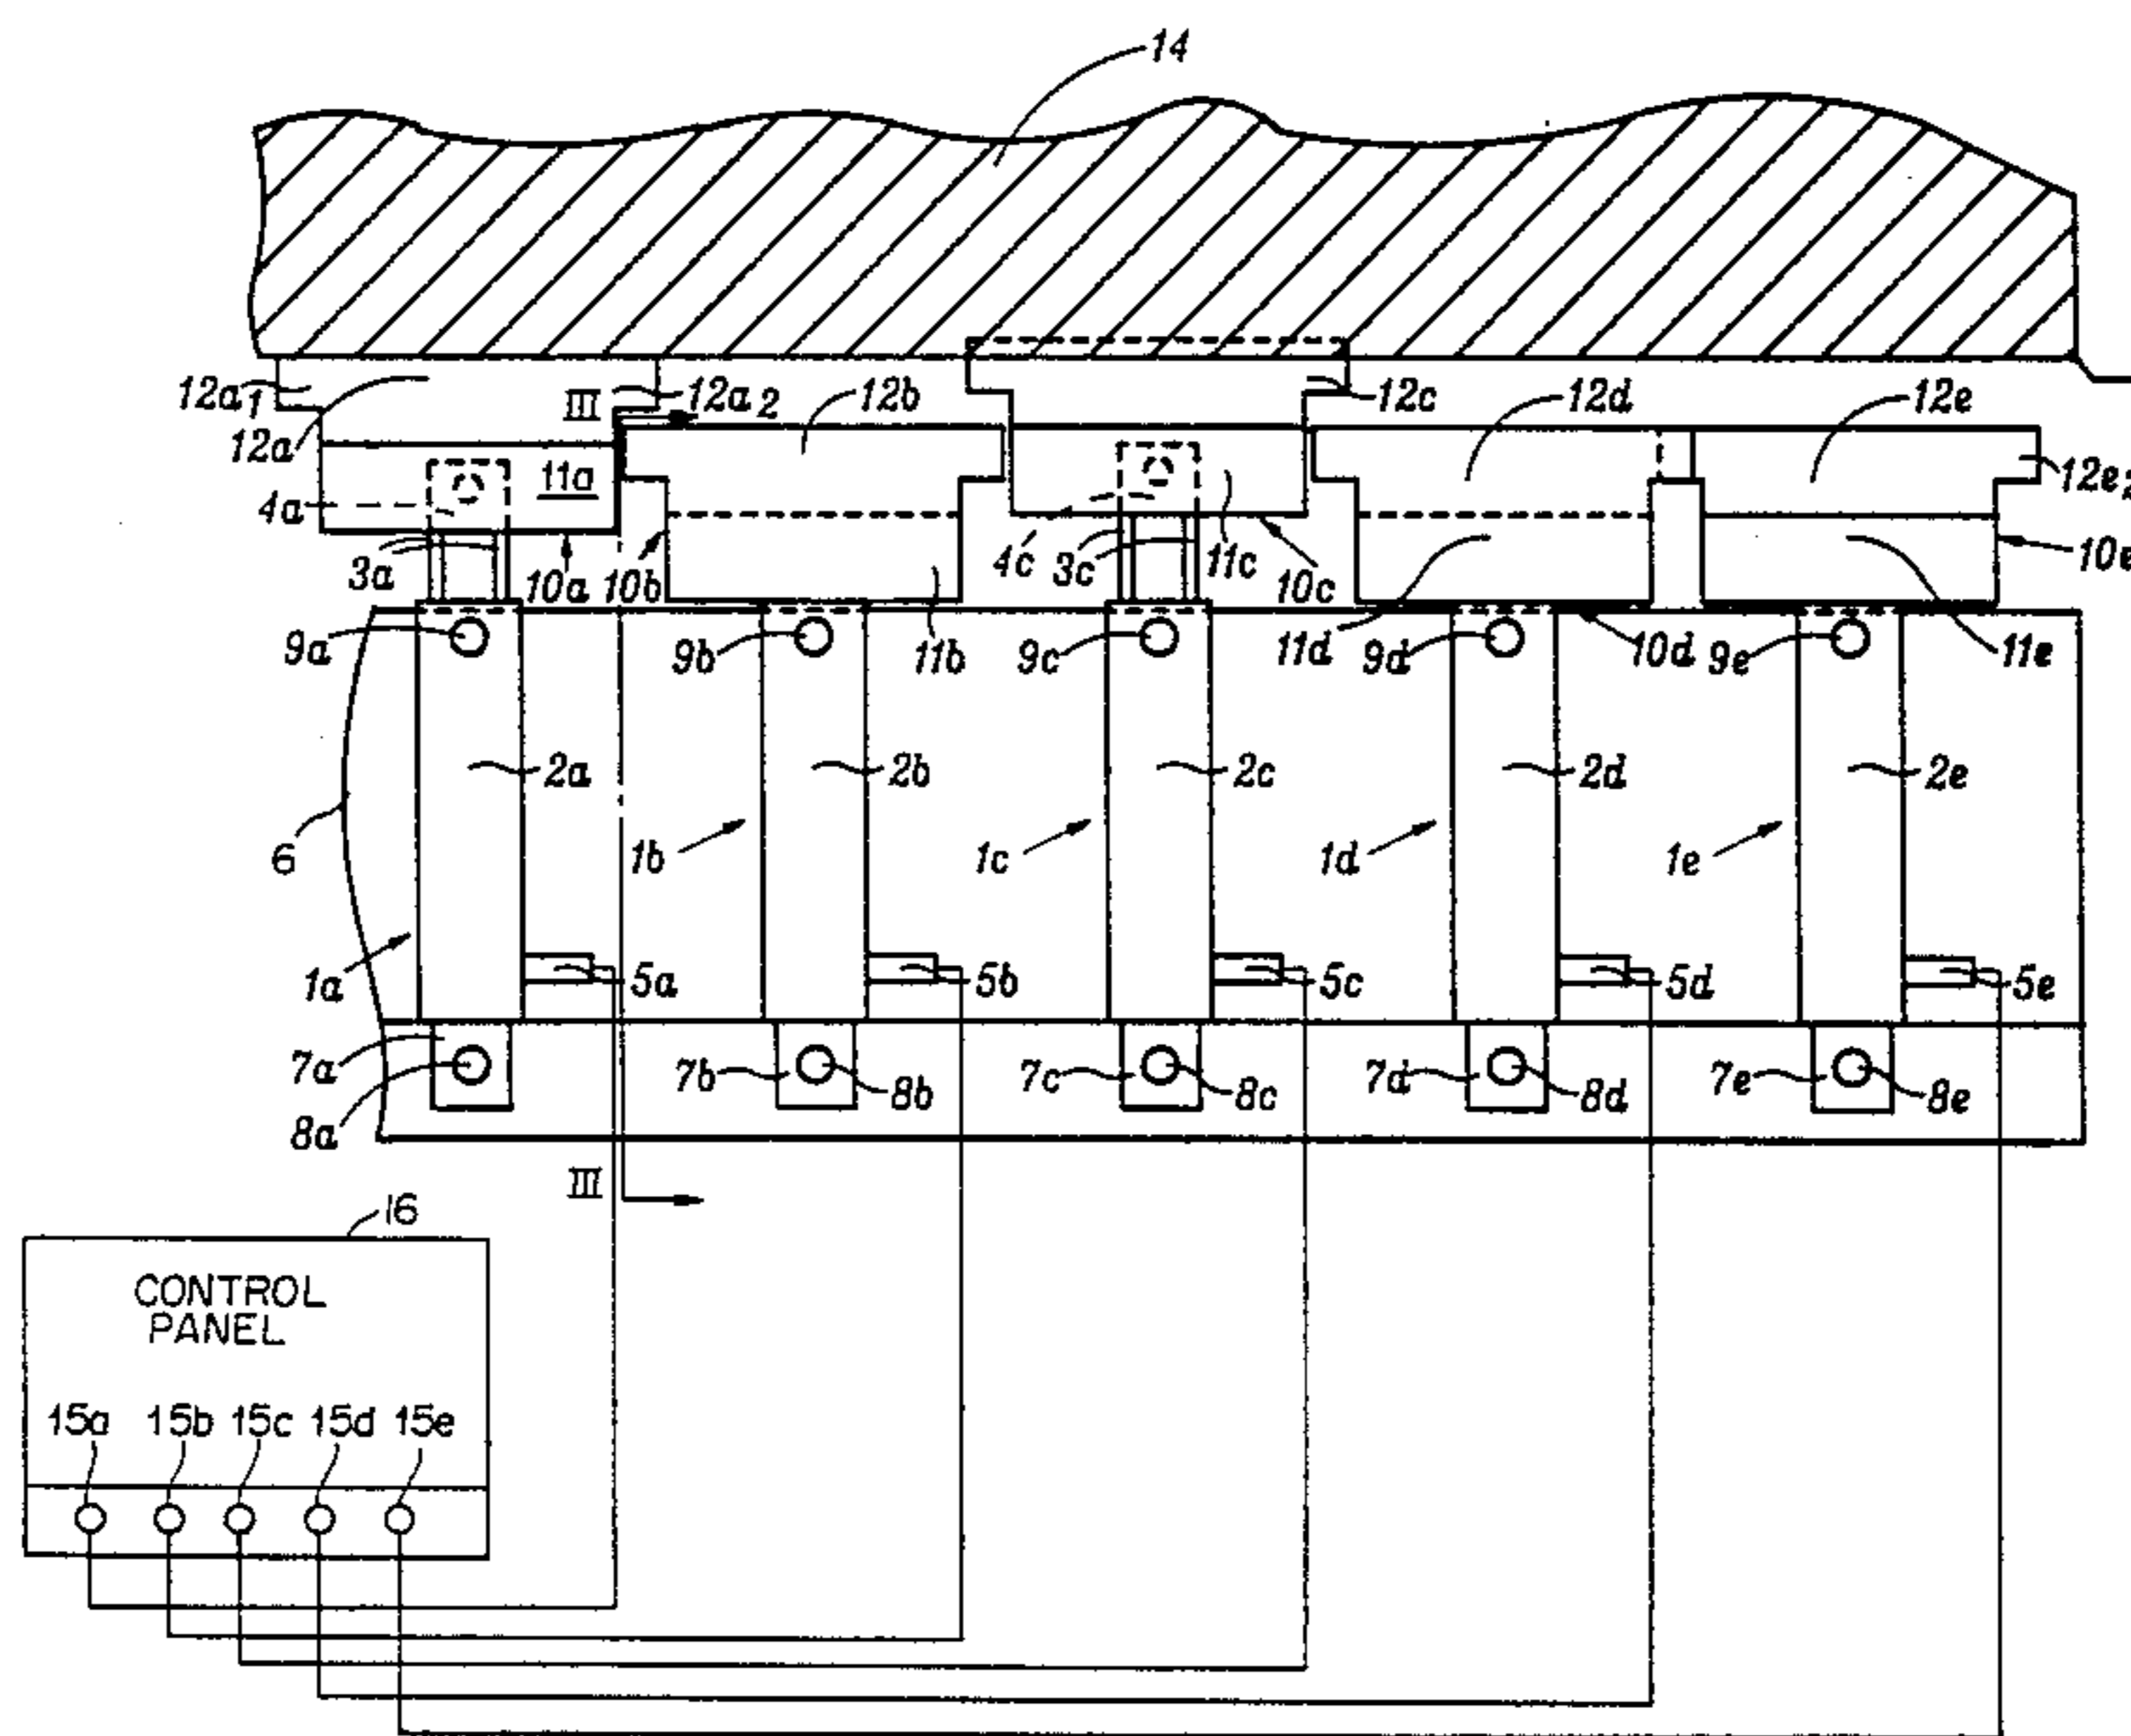 14
12a1 III 12a2 12b 12c 12d 12e
12a
11a 12e2
4a
3a 10a 10b 4c 3c 11c 10c 10e
9a 9b 11b 9c 11d 9d 10d 9e 11e
2a 2b 2c 2d 2e
6 1b 1c 1d 1e
1a 5a 5b 5c 5d 5e
7a 7b 8b 7c 8c 7d 8d 7e 8e
8a
III
16
CONTROL
PANEL
15a 15b 15c 15d 15e